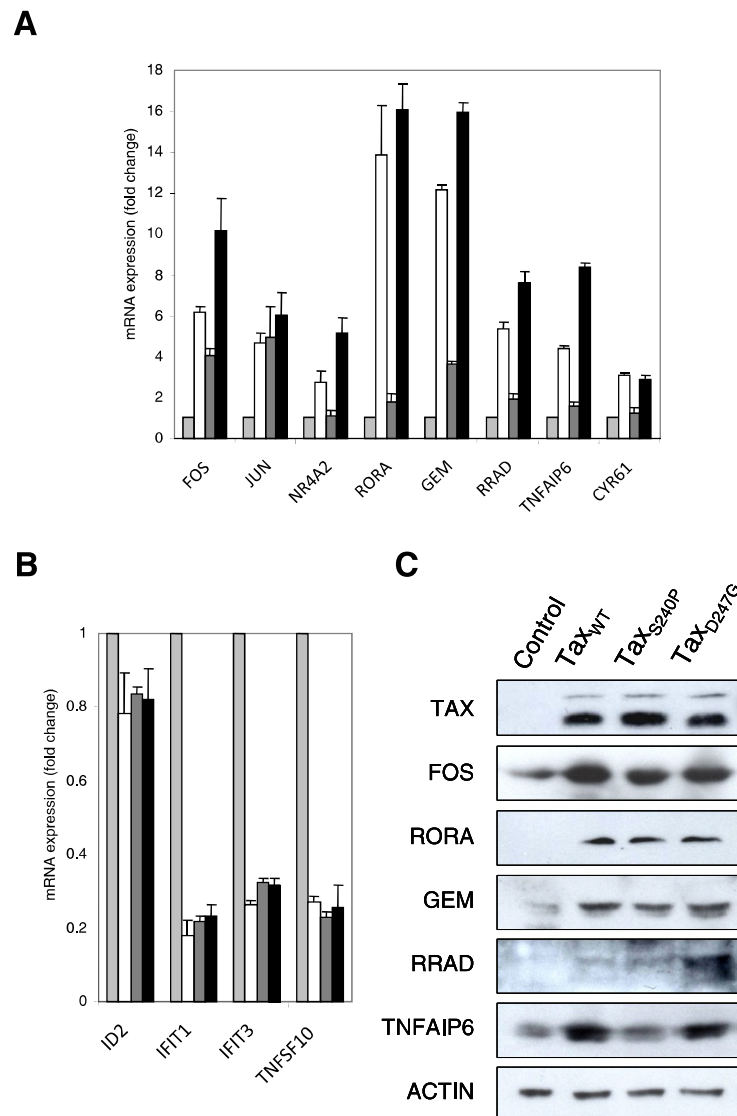 A
18
16
14
12
10
8
6
4
2
0
mRNA expression (fold change)
FOS
JUN
NR4A2
RORA
GEM
RRAD
TNFAIP6
CYR61
B
1
0.8
0.6
0.4
0.2
0
mRNA expression (fold change)
ID2
IFIT1
IFIT3
TNFSF10
C
Control
TaxWT
TaxS240P
TaxD247G
TAX
FOS
RORA
GEM
RRAD
TNFAIP6
ACTIN